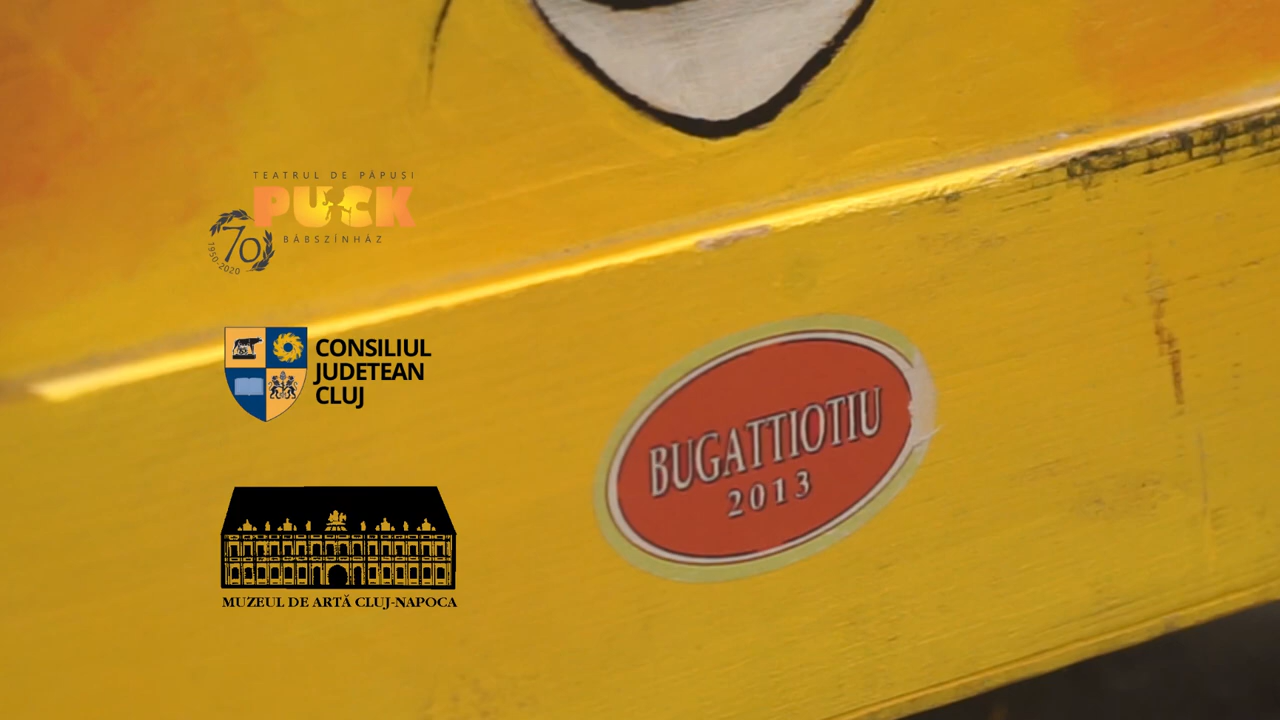 TEATRUL DE PĂPUȘI
PUCK
BÁBSZÍNHÁZ
70
1950-2020
CONSILIUL
JUDETEAN
CLUJ
MUZEUL DE ARTĂ CLUJ-NAPOCA
BUGATTIOTIU
2013